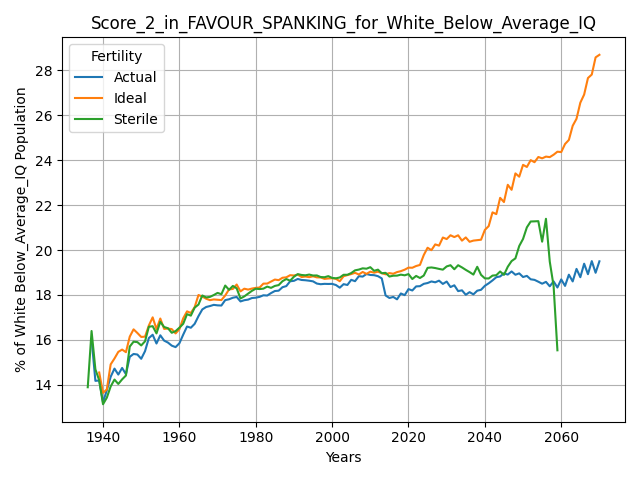 Score_2_in_FAVOUR_SPANKING_for_White_Below_Average_IQ
Fertility
Actual
Ideal
Sterile
% of White Below_Average_IQ Population
28
26
24
22
20
18
16
14
1940
1960
1980
2000
2020
2040
2060
Years